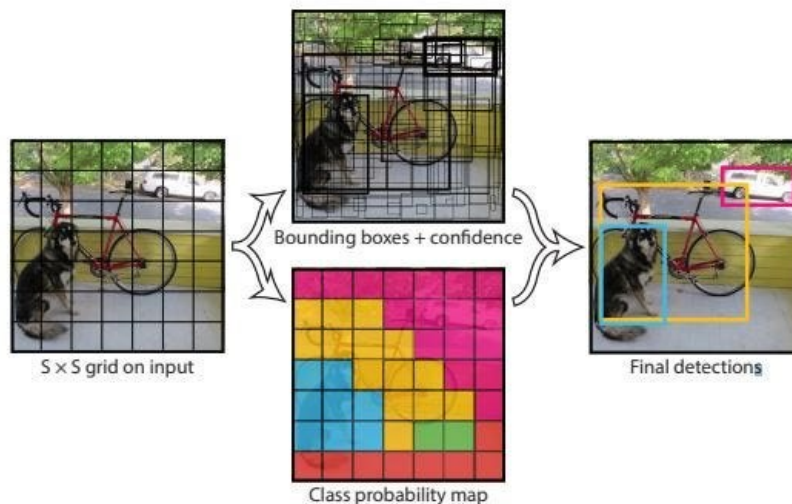 Bounding boxes + confidence
S × S grid on input
Final detections
Class probability map